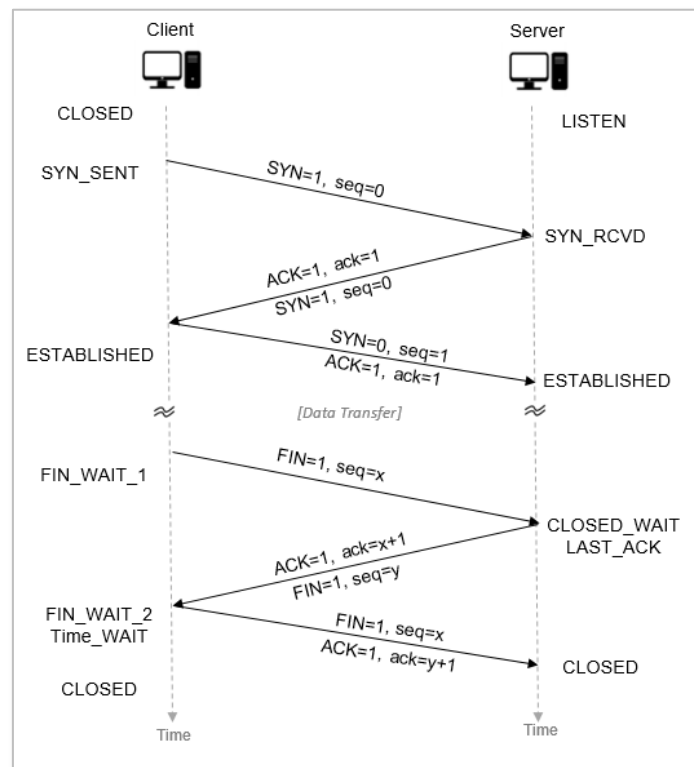 Client
Server
CLOSED
LISTEN
SYN_SENT
SYN=1, seq=0
SYN_RCVD
ACK=1, ack=1
SYN=1, seq=0
ESTABLISHED
SYN=0, seq=1
ACK=1, ack=1
ESTABLISHED
[Data Transfer]
FIN_WAIT_1
FIN=1, seq=x
CLOSED_WAIT
LAST_ACK
ACK=1, ack=x+1
FIN=1, seq=y
FIN_WAIT_2
Time_WAIT
FIN=1, seq=x
ACK=1, ack=y+1
CLOSED
CLOSED
Time
Time